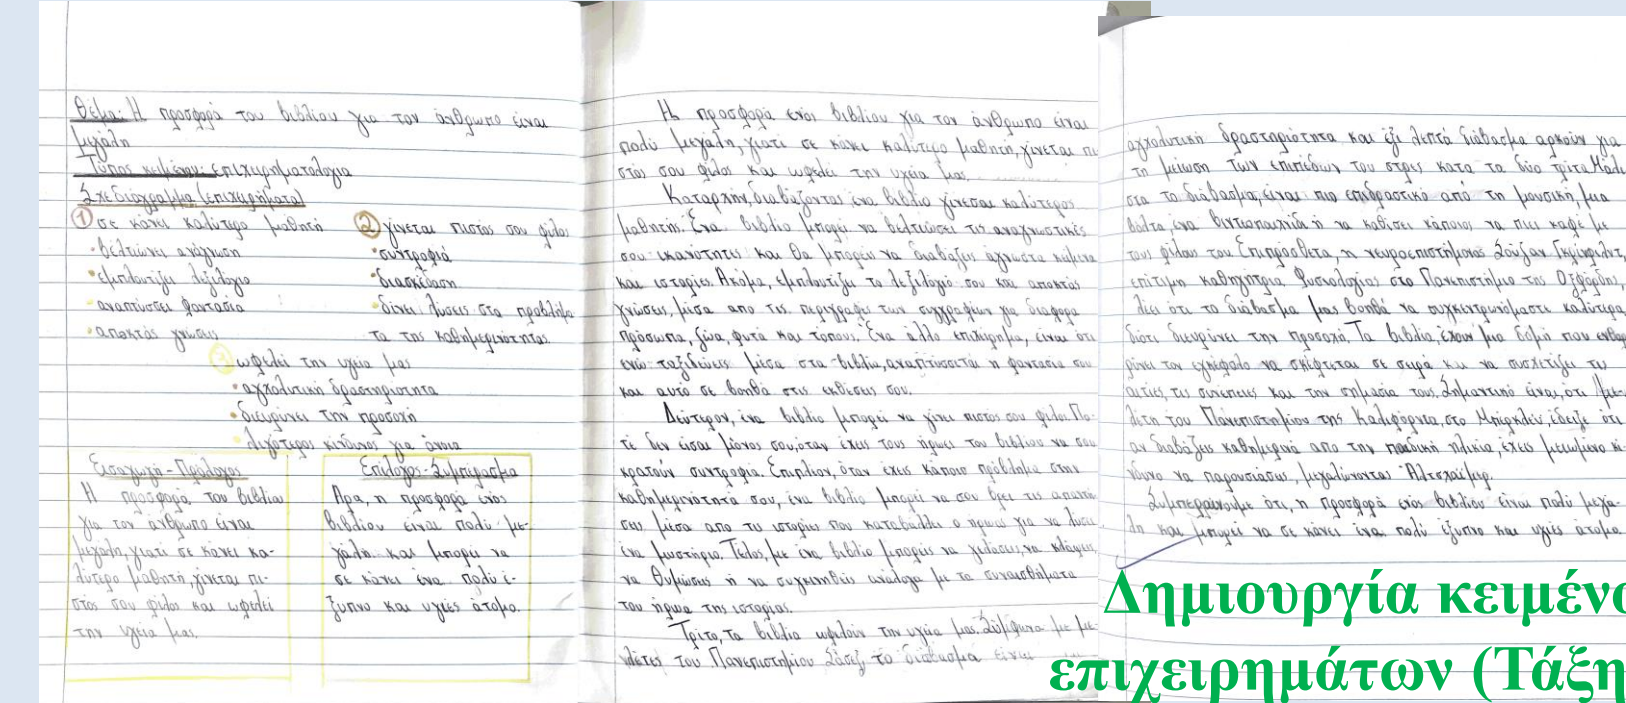 Θέμα: Η προσφορά του βιβλίου για τον άνθρωπο είναι
μεγάλη
Τύπος κειμένου: επιχειρηματολογία
Σχεδιάγραμμα (επιχειρήματα)
① σε κάνει καλύτερο μαθητή
• βελτιώνει ανάγνωση
• εμπλουτίζει λεξιλόγιο
• αναπτύσσει φαντασία
• αποκτάς γνώσεις
② γίνεται πιστός σου φίλος
• συντροφιά
• διασκέδαση
• δίνει λύσεις στα προβλήμα
τα της καθημερινότητας
③ ωφελεί την υγεία μας
• αγχολυτική δραστηριότητα
• διευρύνει την προσοχή
• λιγότερος κίνδυνος για άνοια
Εισαγωγή - Πρόλογος
Η προσφορά του βιβλίου
για τον άνθρωπο είναι
μεγάλη, γιατί σε κάνει κα-
λύτερο μαθητή, γίνεται πι-
στός σου φίλος και ωφελεί
την υγεία μας.
Επίλογος - Συμπέρασμα
Άρα, η προσφορά ενός
βιβλίου είναι πολύ με-
γάλη και μπορεί να
σε κάνει ένα πολύ έ-
ξυπνο και υγιές άτομο.
Η προσφορά ενός βιβλίου για τον άνθρωπο είναι
πολύ μεγάλη, γιατί σε κάνει καλύτερο μαθητή, γίνεται πι
στός σου φίλος και ωφελεί την υγεία μας.
Καταρχήν, διαβάζοντας ένα βιβλίο γίνεσαι καλύτερος
μαθητής. Ένα βιβλίο μπορεί να βελτιώσει τις αναγνωστικές
σου ικανότητες και θα μπορείς να διαβάζεις άγνωστα κείμενα
και ιστορίες. Ακόμα, εμπλουτίζει το λεξιλόγιό σου και αποκτάς
γνώσεις, μέσα απο τις περιγραφές των συγγραφέων για διάφορα
πρόσωπα, ζώα, φυτά και τόπους. Ένα άλλο επιχείρημα, είναι ότι
ενώ ταξιδεύεις μέσα στα βιβλία, αναπτύσσεται η φαντασία σου
και αυτό σε βοηθά στις εκθέσεις σου.
Δεύτερον, ένα βιβλίο μπορεί να γίνει πιστός σου φίλος. Πο-
τέ δεν είσαι μόνος σου, όταν έχεις τους ήρωες του βιβλίου να σου
κρατούν συντροφιά. Επιπλέον, όταν έχεις κάποιο πρόβλημα στην
καθημερινότητά σου, ένα βιβλίο μπορεί να σου βρει τις απαντή
σεις μέσα απο τις ιστορίες που καταβάλλει ο ήρωας για να λύσει
ένα μυστήριο. Τέλος, με ένα βιβλίο μπορείς να γελάσεις, να κλάψεις,
να θυμώσεις ή να συγκινηθείς ανάλογα με τα συναισθήματα
του ήρωα της ιστορίας.
Τρίτο, τα βιβλία ωφελούν την υγεία μας. Σύμφωνα με με-
λέτες του Πανεπιστημίου Σάσεξ, το διάβασμα είναι
αγχολυτική δραστηριότητα και έξι λεπτά διάβασμα αρκούν για
τη μείωση των επιπέδων του στρες κατα τα δύο τρίτα. Μάλι
στα το διάβασμα, είναι πιο επιδραστικό από τη μουσική, μια
βόλτα, ένα βιντεοπαιχνίδι ή να καθίσει κάποιος να πιει καφέ με
τους φίλους του. Επιπρόσθετα, η νευροεπιστήμονας Σούζαν Γκρίνφιλντ,
επίτιμη καθηγήτρια Φυσιολογίας στο Πανεπιστήμιο της Οξφόρδης,
λέει ότι το διάβασμα μας βοηθά να συγκεντρωνόμαστε καλύτερα,
διότι διευρύνει την προσοχή. Τα βιβλία, έχουν μια δομή που ενθαρ
ρύνει τον εγκέφαλο να σκέφτεται σε σειρά και να συσχετίζει τις
αιτίες, τις συνέπειες και την σημασία τους. Σημαντικό είναι, ότι με-
λέτη του Πανεπιστημίου της Καλιφόρνια, στο Μπέρκλεϊ, έδειξε ότι
αν διαβάζεις καθημερινά απο την παιδική ηλικία, έχεις μειωμένο κί
νδυνο να παρουσιάσεις, μεγαλώνοντας Άλτσχάιμερ.
Συμπεραίνουμε ότι, η προσφορά ενός βιβλίου είναι πολύ μεγά-
λη και μπορεί να σε κάνει ένα πολύ έξυπνο και υγιές άτομο.
Δημιουργία κειμένο
επιχειρημάτων (Τάξη